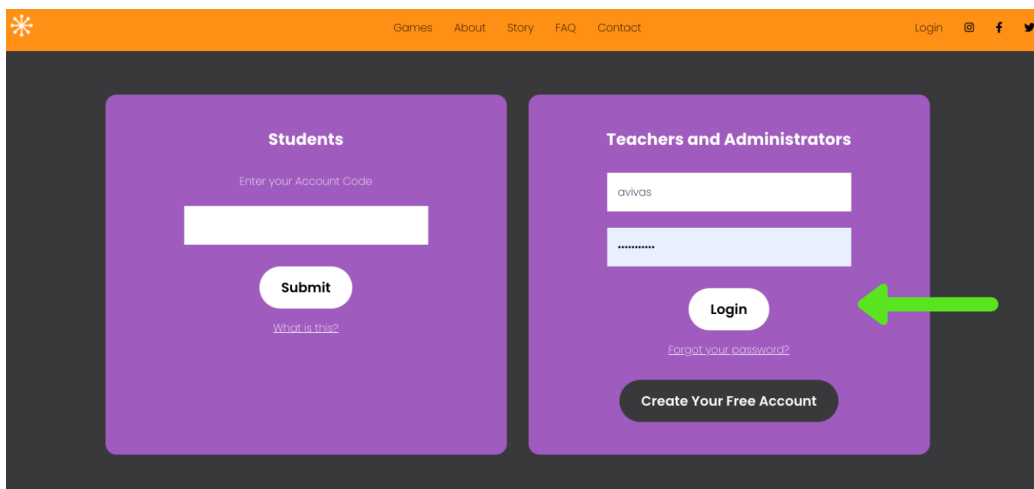 Games About Story FAQ Contact Login
Students
Enter your Account Code
Submit
What is this?
Teachers and Administrators
avivas
•••••••••••
Login
Forgot your password?
Create Your Free Account